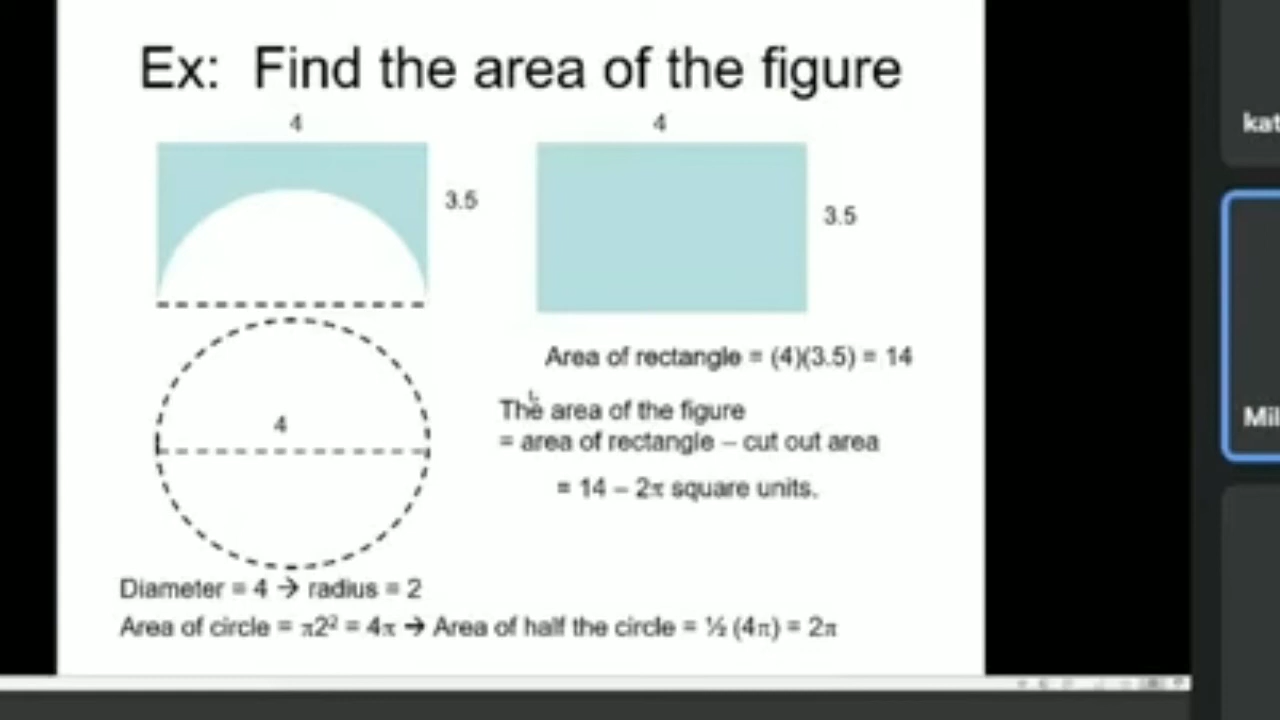 Ex: Find the area of the figure
4
4
3.5
3.5
Area of rectangle = (4)(3.5) = 14
The area of the figure
= area of rectangle – cut out area
4
= 14 – 2π square units.
Diameter = 4 → radius = 2
Area of circle = π2² = 4π → Area of half the circle = ½ (4π) = 2π
kat
Mil